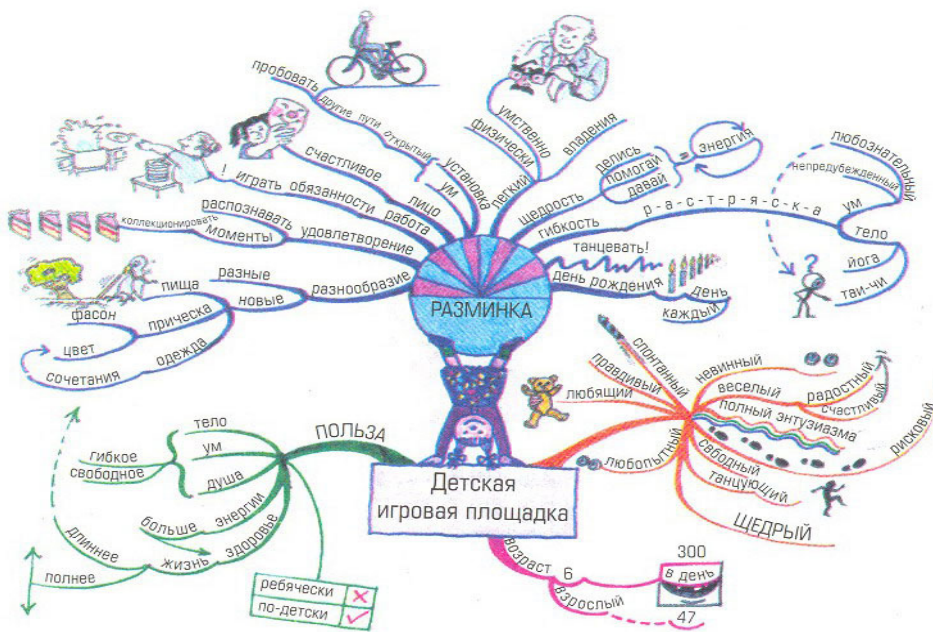 пробовать
другие пути
открытый
установка
ум
умственно
физически
легкий
владения
счастливое
лицо
! играть обязанности
работа
щедрость
делись
помогай
давай
=
энергия
гибкость
р-а-с-т-р-я-с-к-а
любознательный
непредубежденный
ум
тело
йога
тай-чи
?
коллекционировать
распознавать
моменты
удовлетворение
танцевать!
день рождения
день
каждый
разнообразие
разные
новые
пища
прическа
фасон
цвет
одежда
сочетания
РАЗМИНКА
спонтанный
правдивый
любящий
любопытный
невинный
веселый
радостный
счастливый
полный энтузиазма
рисковый
свбодный
танцующий
ЩЕДРЫЙ
ПОЛЬЗА
тело
ум
душа
гибкое
свободное
больше
энергии
здоровье
жизнь
длиннее
полнее
ребячески
по-детски
Детская
игровая площадка
возраст
6
300
в день
взрослый
47